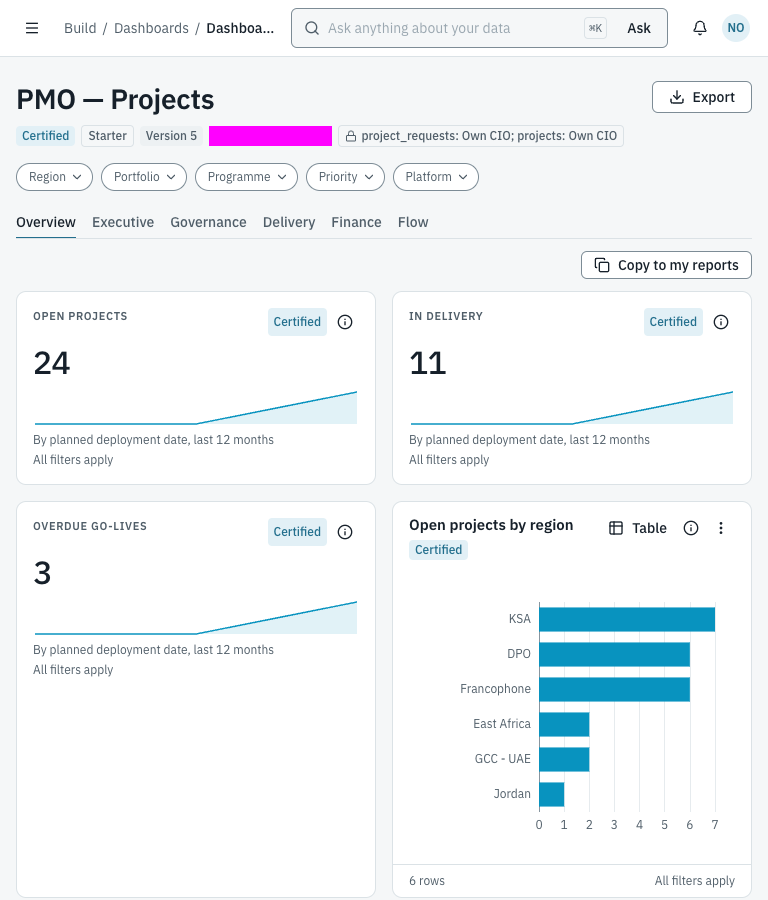 Build / Dashboards / Dashboa...
Ask anything about your data
⌘K
Ask
NO
PMO — Projects
Export
Certified
Starter
Version 5
project_requests: Own CIO; projects: Own CIO
Region
Portfolio
Programme
Priority
Platform
Overview
Executive
Governance
Delivery
Finance
Flow
Copy to my reports
OPEN PROJECTS
Certified
24
By planned deployment date, last 12 months
All filters apply
IN DELIVERY
Certified
11
By planned deployment date, last 12 months
All filters apply
OVERDUE GO-LIVES
Certified
3
By planned deployment date, last 12 months
All filters apply
Open projects by region
Table
Certified
KSA
DPO
Francophone
East Africa
GCC - UAE
Jordan
0 1 2 3 4 5 6 7
6 rows
All filters apply